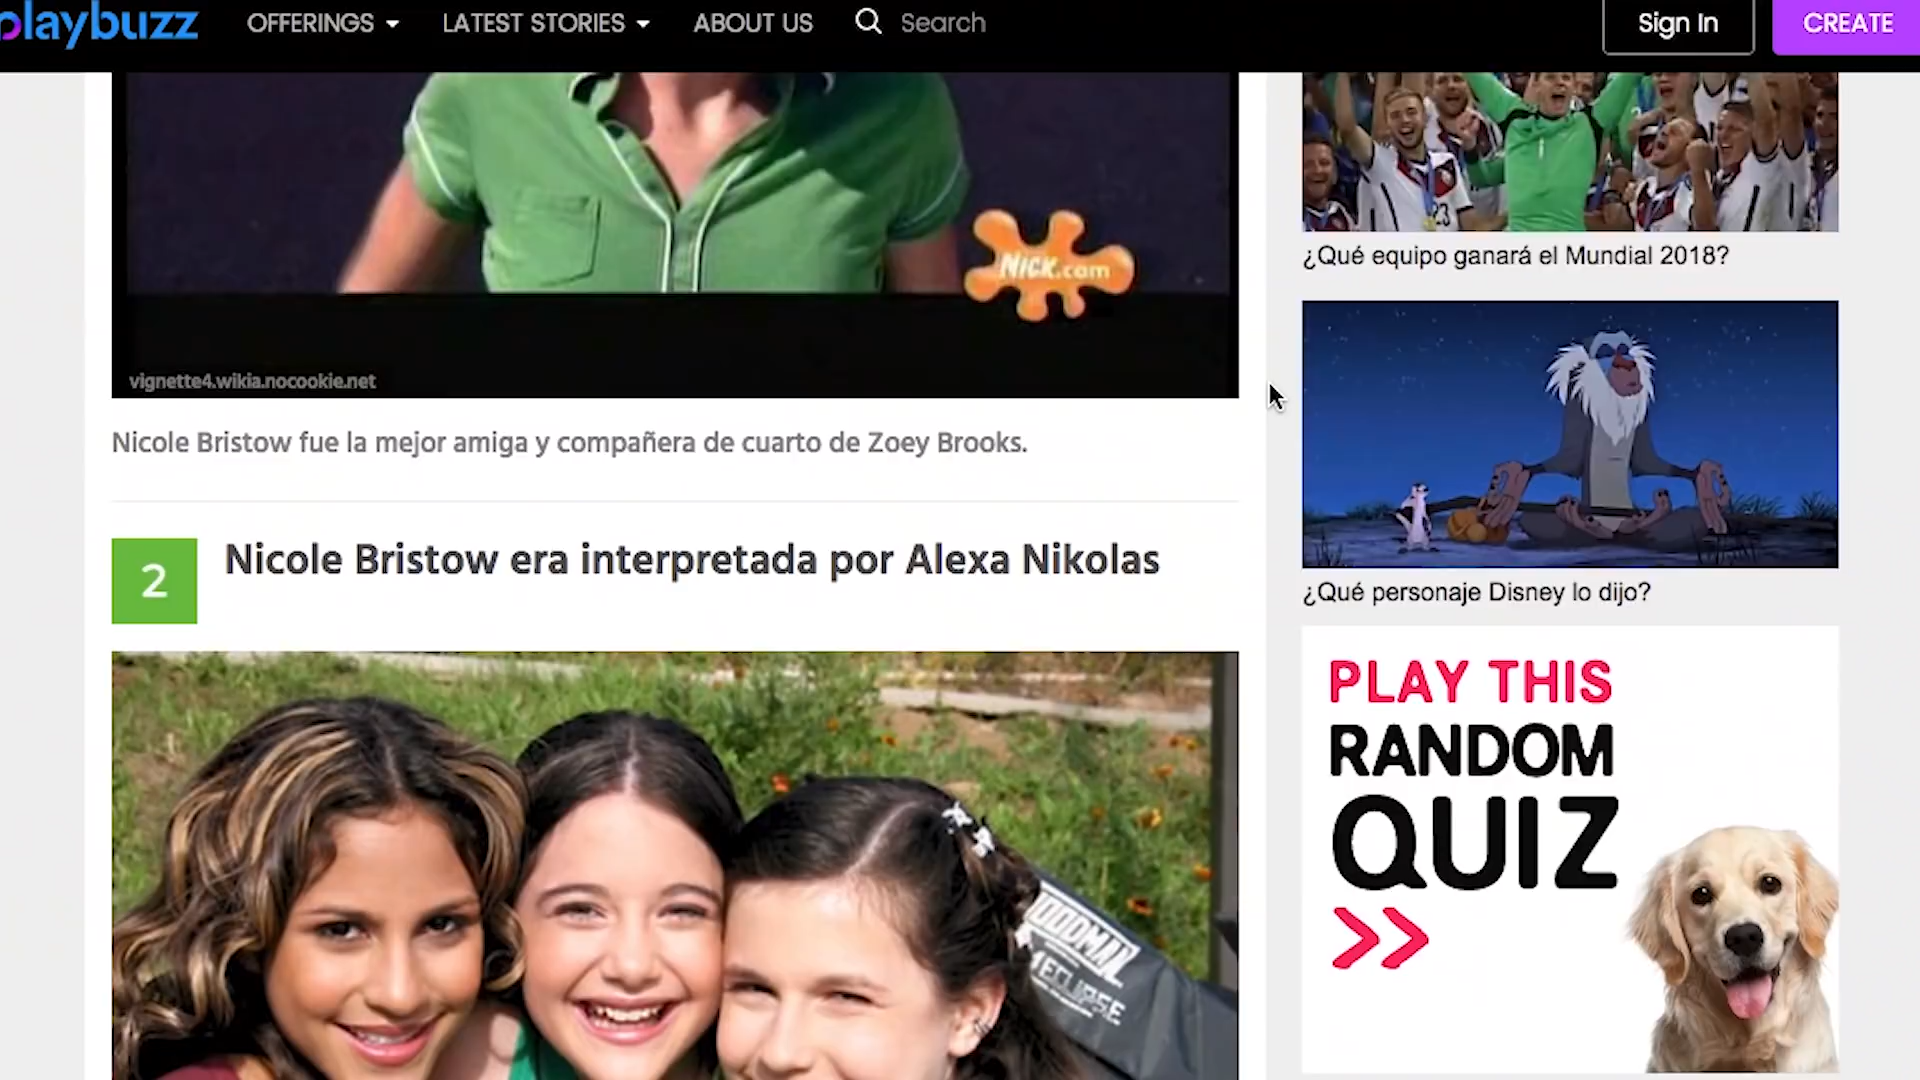 playbuzz
OFFERINGS
LATEST STORIES
ABOUT US
Search
Sign In
CREATE
NICK.com
vignette4.wikia.nocookie.net
Nicole Bristow fue la mejor amiga y compañera de cuarto de Zoey Brooks.
2
Nicole Bristow era interpretada por Alexa Nikolas
ECLIPSE
23
¿Qué equipo ganará el Mundial 2018?
¿Qué personaje Disney lo dijo?
PLAY THIS
RANDOM
QUIZ